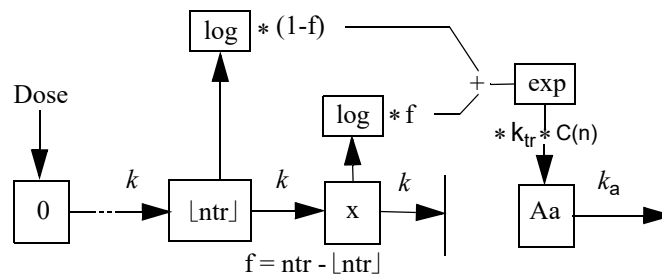 log * (1-f)
+
exp
Dose
log * f
* k_tr * C(n)
k
k
k
k_a
0
⌊ntr⌋
x
Aa
f = ntr - ⌊ntr⌋